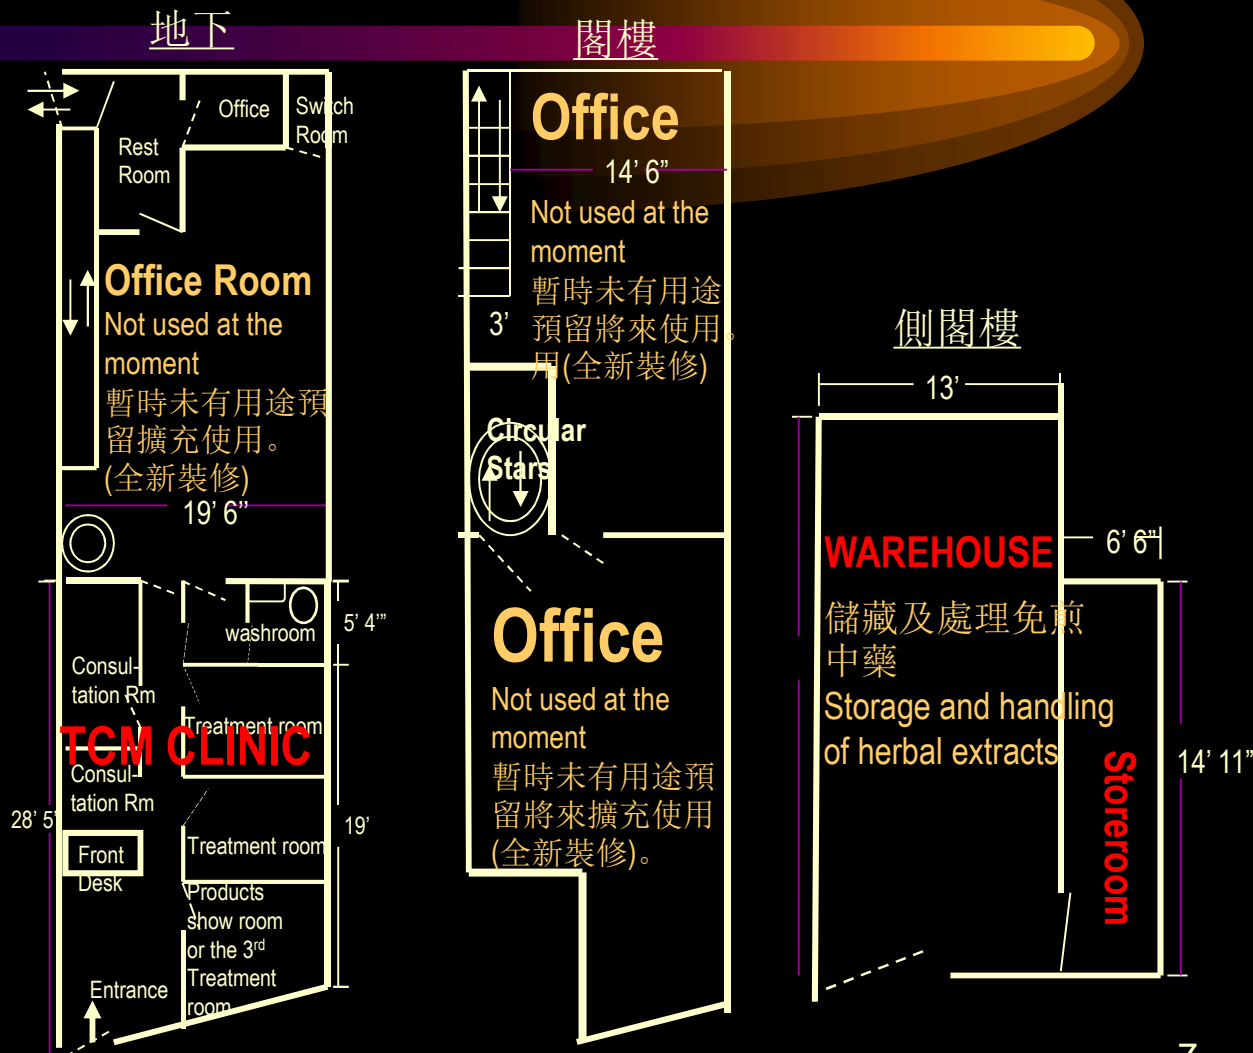 地下
Office
Switch
Room
Rest
Room
Office Room
Not used at the
moment
暫時未有用途預
留擴充使用。
(全新裝修)
19’ 6”
washroom
5’ 4’”
Consul-
tation Rm
Treatment room
TCM CLINIC
Consul-
tation Rm
28’ 5’
19’
Front
Desk
Treatment room
Products
show room
or the 3rd
Treatment
room
Entrance
閣樓
Office
14’ 6”
Not used at the
moment
暫時未有用途
預留將來使用。
用(全新裝修)
3’
Circular
Stars
Office
Not used at the
moment
暫時未有用途預
留將來擴充使用
(全新裝修)。
側閣樓
13’
WAREHOUSE
6’ 6”
儲藏及處理免煎
中藥
Storage and handling
of herbal extracts
Storeroom
14’ 11”